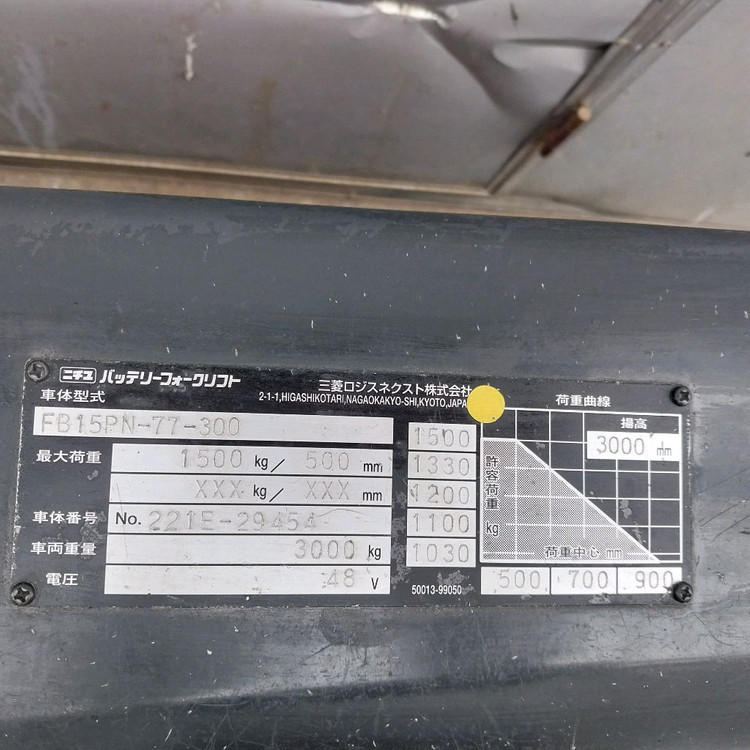 ニチユ バッテリーフォークリフト
三菱ロジスネクスト株式会社
2-1-1,HIGASHIKOTARI,NAGAOKAKYO-SHI,KYOTO,JAPA
車体型式
FB15PN-77-300
最大荷重 1500 kg/ 500 mm
XXX kg/ XXX mm
車体番号 No. 221E-29454
車両重量 3000 kg
電圧 48 V
1500
1330
1200
1100
1030
50013-99050
荷重曲線
揚高
3000 mm
許容荷重 kg
荷重中心 mm
500 700 900